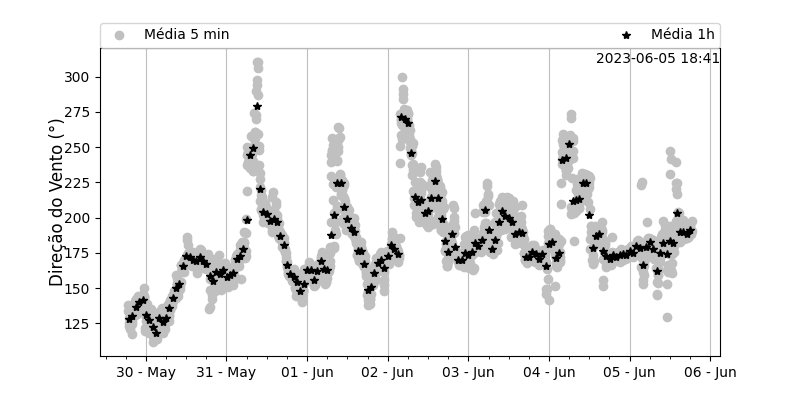 Média 5 min
Média 1h
2023-06-05 18:41
Direção do Vento (°)
300
275
250
225
200
175
150
125
30 - May
31 - May
01 - Jun
02 - Jun
03 - Jun
04 - Jun
05 - Jun
06 - Jun